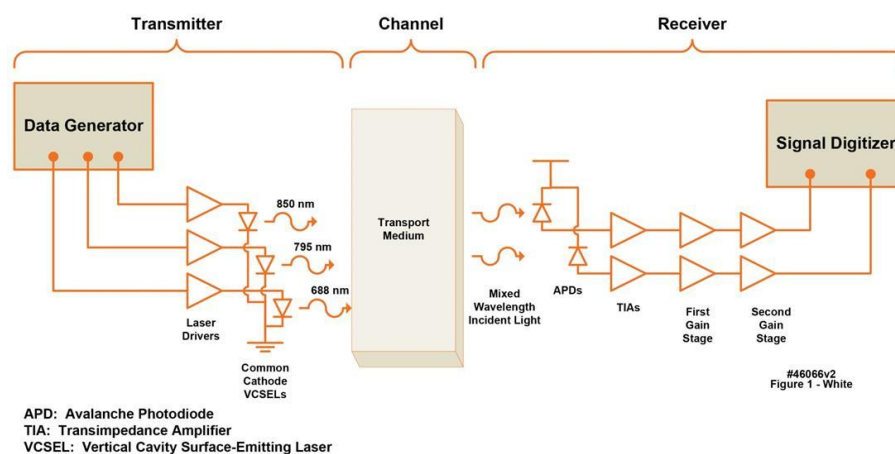 Transmitter
Channel
Receiver
Data Generator
Signal Digitizer
850 nm
795 nm
688 nm
Transport
Medium
Laser
Drivers
Common
Cathode
VCSELs
Mixed
Wavelength
Incident Light
APDs
TIAs
First
Gain
Stage
Second
Gain
Stage
#46066v2
Figure 1 - White
APD: Avalanche Photodiode
TIA: Transimpedance Amplifier
VCSEL: Vertical Cavity Surface-Emitting Laser